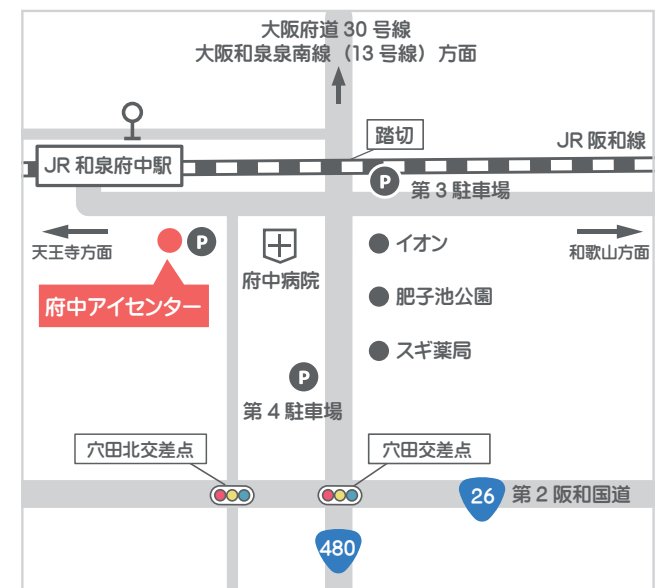 大阪府道30号線
大阪和泉泉南線（13号線）方面
踏切
JR阪和線
JR和泉府中駅
P
第3駐車場
天王寺方面
P
府中病院
イオン
和歌山方面
府中アイセンター
肥子池公園
スギ薬局
P
第4駐車場
穴田北交差点
穴田交差点
26
第2阪和国道
480